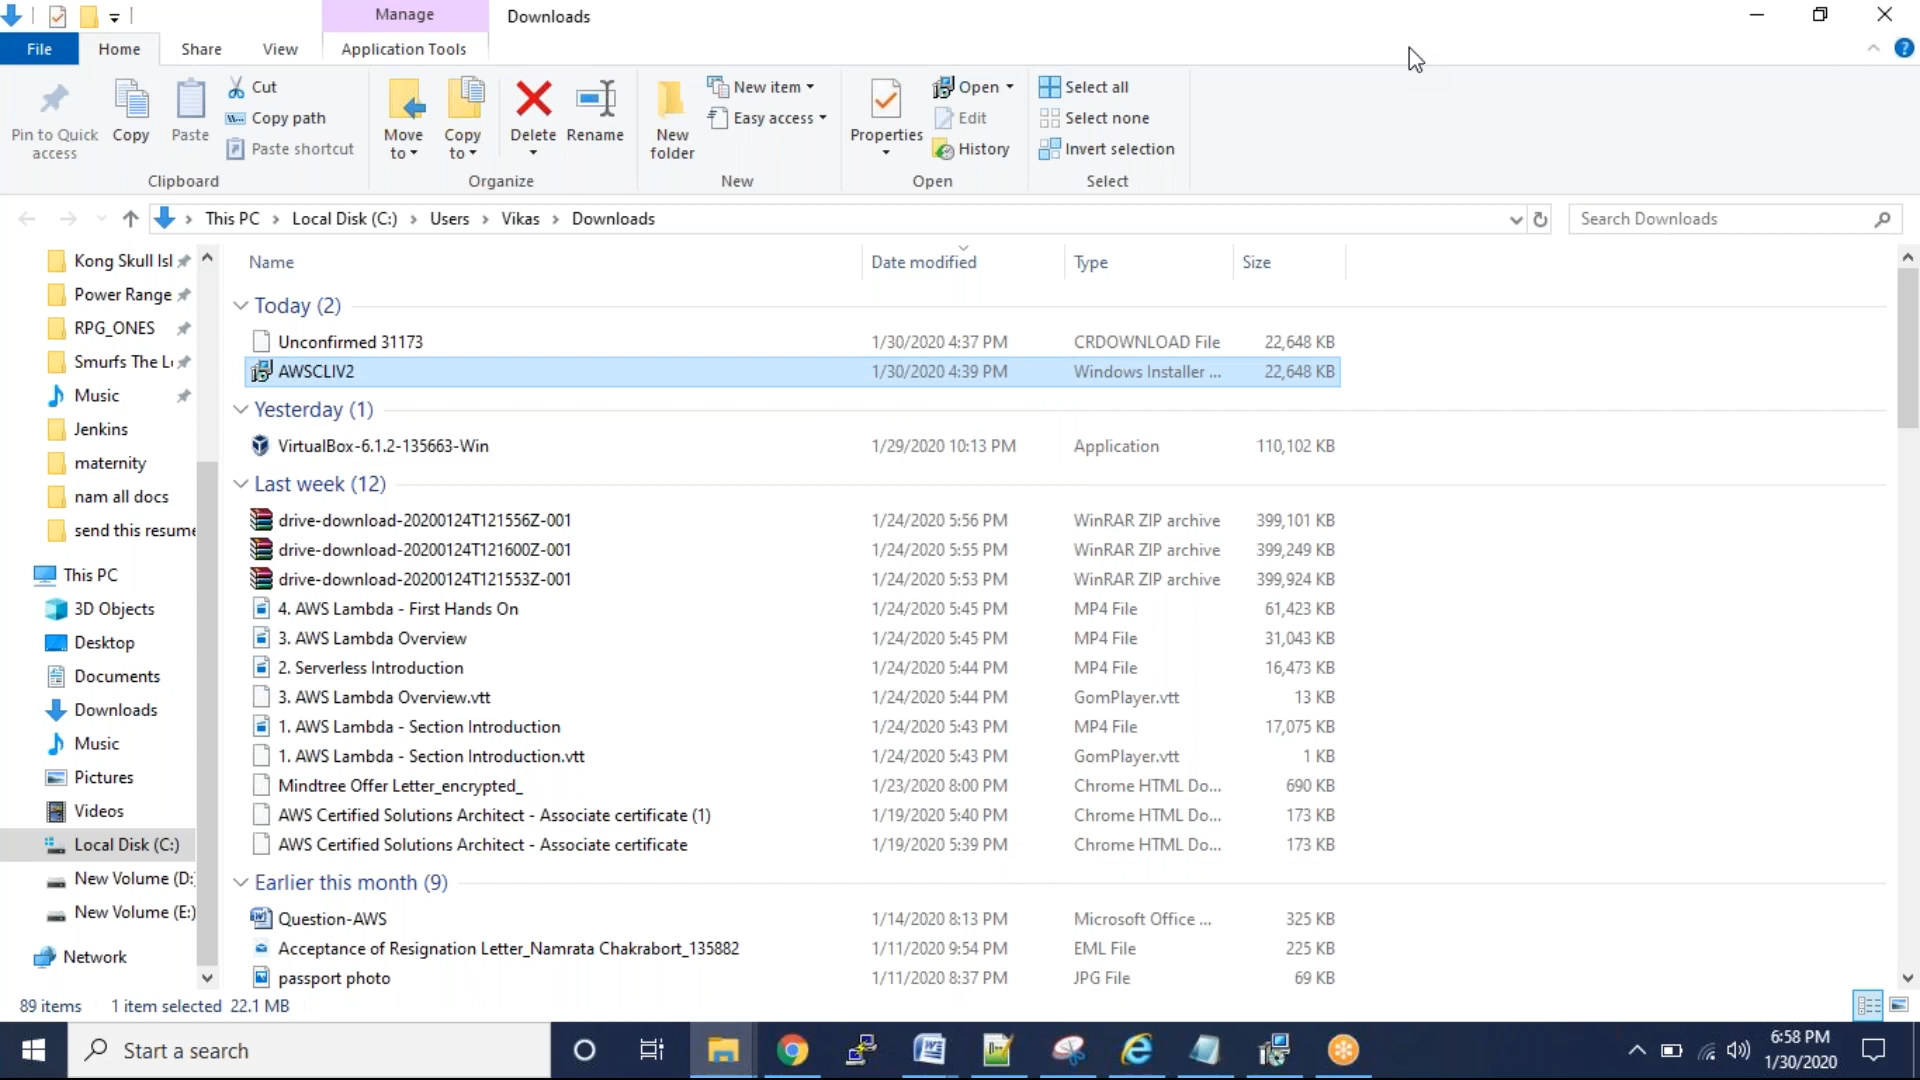 Manage
Downloads
File
Home
Share
View
Application Tools
Pin to Quick access
Copy
Paste
Cut
Copy path
Paste shortcut
Clipboard
Move to
Copy to
Delete
Rename
Organize
New folder
New item
Easy access
New
Properties
Open
Edit
History
Open
Select all
Select none
Invert selection
Select
This PC > Local Disk (C:) > Users > Vikas > Downloads
Search Downloads
Kong Skull Isl
Power Range
RPG_ONES
Smurfs The L
Music
Jenkins
maternity
nam all docs
send this resume
This PC
3D Objects
Desktop
Documents
Downloads
Music
Pictures
Videos
Local Disk (C:)
New Volume (D:
New Volume (E:)
Network
Name Date modified Type Size
Today (2)
Unconfirmed 31173 1/30/2020 4:37 PM CRDOWNLOAD File 22,648 KB
AWSCLIV2 1/30/2020 4:39 PM Windows Installer ... 22,648 KB
Yesterday (1)
VirtualBox-6.1.2-135663-Win 1/29/2020 10:13 PM Application 110,102 KB
Last week (12)
drive-download-20200124T121556Z-001 1/24/2020 5:56 PM WinRAR ZIP archive 399,101 KB
drive-download-20200124T121600Z-001 1/24/2020 5:55 PM WinRAR ZIP archive 399,249 KB
drive-download-20200124T121553Z-001 1/24/2020 5:53 PM WinRAR ZIP archive 399,924 KB
4. AWS Lambda - First Hands On 1/24/2020 5:45 PM MP4 File 61,423 KB
3. AWS Lambda Overview 1/24/2020 5:45 PM MP4 File 31,043 KB
2. Serverless Introduction 1/24/2020 5:44 PM MP4 File 16,473 KB
3. AWS Lambda Overview.vtt 1/24/2020 5:44 PM GomPlayer.vtt 13 KB
1. AWS Lambda - Section Introduction 1/24/2020 5:43 PM MP4 File 17,075 KB
1. AWS Lambda - Section Introduction.vtt 1/24/2020 5:43 PM GomPlayer.vtt 1 KB
Mindtree Offer Letter_encrypted_ 1/23/2020 8:00 PM Chrome HTML Do... 690 KB
AWS Certified Solutions Architect - Associate certificate (1) 1/19/2020 5:40 PM Chrome HTML Do... 173 KB
AWS Certified Solutions Architect - Associate certificate 1/19/2020 5:39 PM Chrome HTML Do... 173 KB
Earlier this month (9)
Question-AWS 1/14/2020 8:13 PM Microsoft Office ... 325 KB
Acceptance of Resignation Letter_Namrata Chakrabort_135882 1/11/2020 9:54 PM EML File 225 KB
passport photo 1/11/2020 8:37 PM JPG File 69 KB
89 items 1 item selected 22.1 MB
Start a search
6:58 PM
1/30/2020